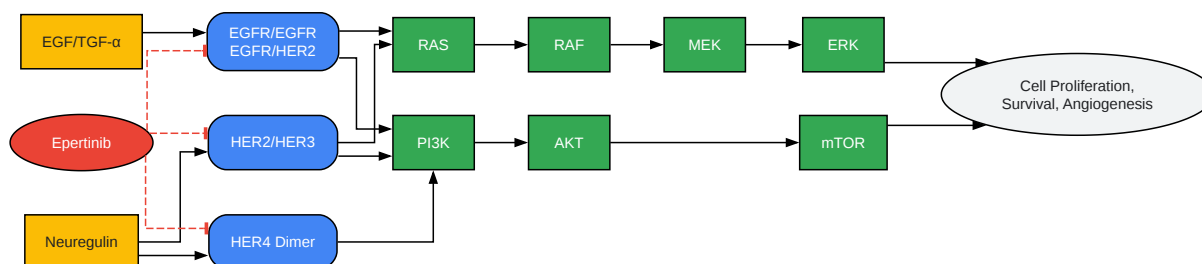 EGF/TGF-α
EGFR/EGFR
EGFR/HER2
RAS
RAF
MEK
ERK
Cell Proliferation,
Survival, Angiogenesis
Epertinib
HER2/HER3
PI3K
AKT
mTOR
Neuregulin
HER4 Dimer